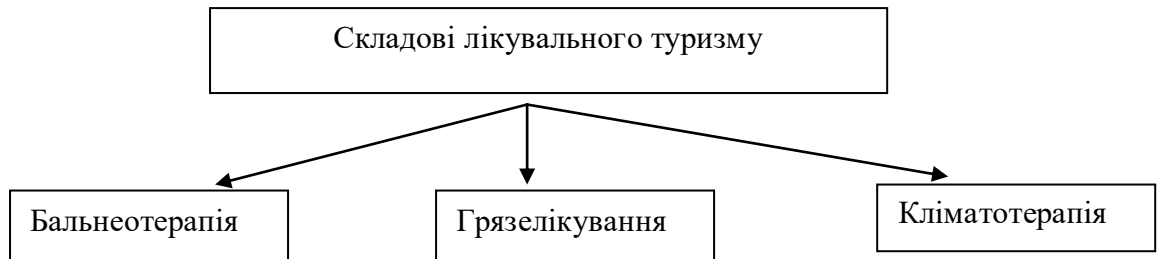 Складові лікувального туризму
Бальнеотерапія
Грязелікування
Кліматотерапія